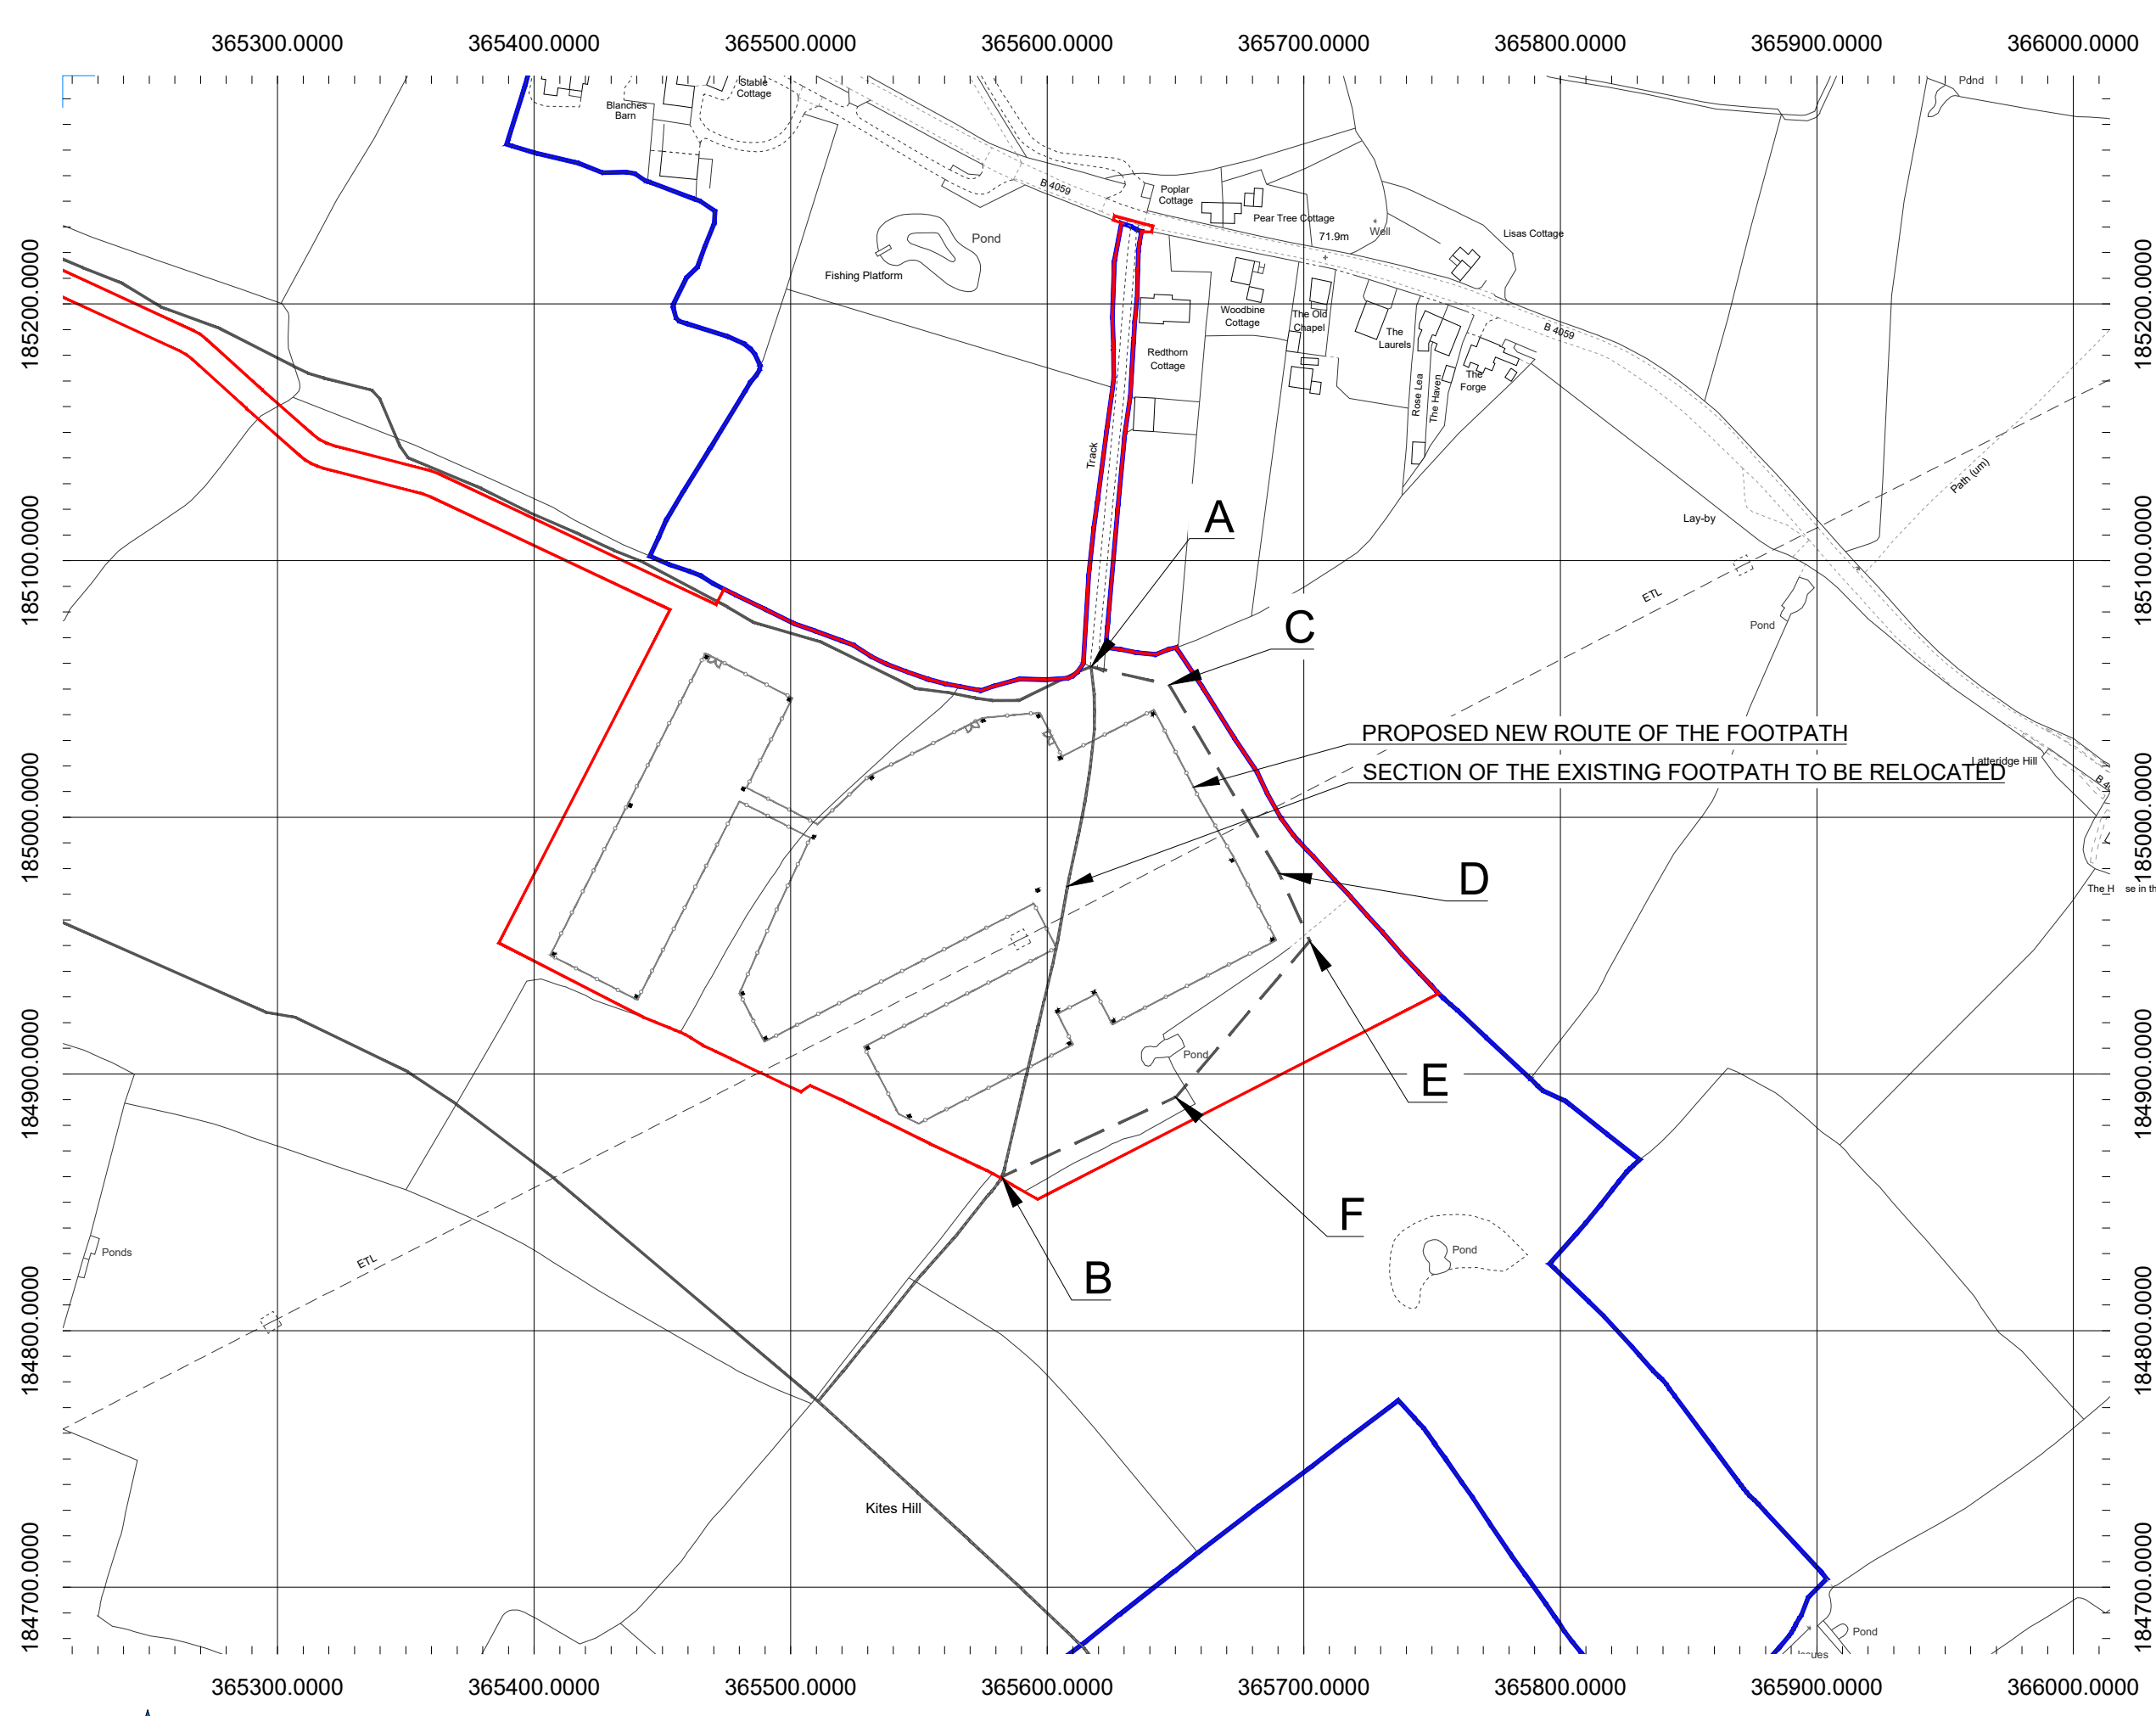 365300.0000 365400.0000 365500.0000 365600.0000 365700.0000 365800.0000 365900.0000 366000.0000
Stable
Cottage
Blanches
Barn
Pond
B 4059
Poplar
Cottage
Pear Tree Cottage
Well
71.9m
Lisas Cottage
Pond
Fishing Platform
185200.0000
185200.0000
Woodbine
Cottage
The Old
Chapel
The
Laurels
B 4059
Redthorn
Cottage
The
Forge
Rose Lea
The Haven
Track
Path (um)
Lay-by
A
185100.0000
185100.0000
ETL
Pond
C
PROPOSED NEW ROUTE OF THE FOOTPATH
SECTION OF THE EXISTING FOOTPATH TO BE RELOCATED
Latteridge Hill
B 4
185000.0000
185000.0000
D
The H se in th
Pond
E
184900.0000
184900.0000
F
Ponds
ETL
Pond
B
184800.0000
184800.0000
Kites Hill
184700.0000
184700.0000
Pond
Issues
365300.0000 365400.0000 365500.0000 365600.0000 365700.0000 365800.0000 365900.0000 366000.0000